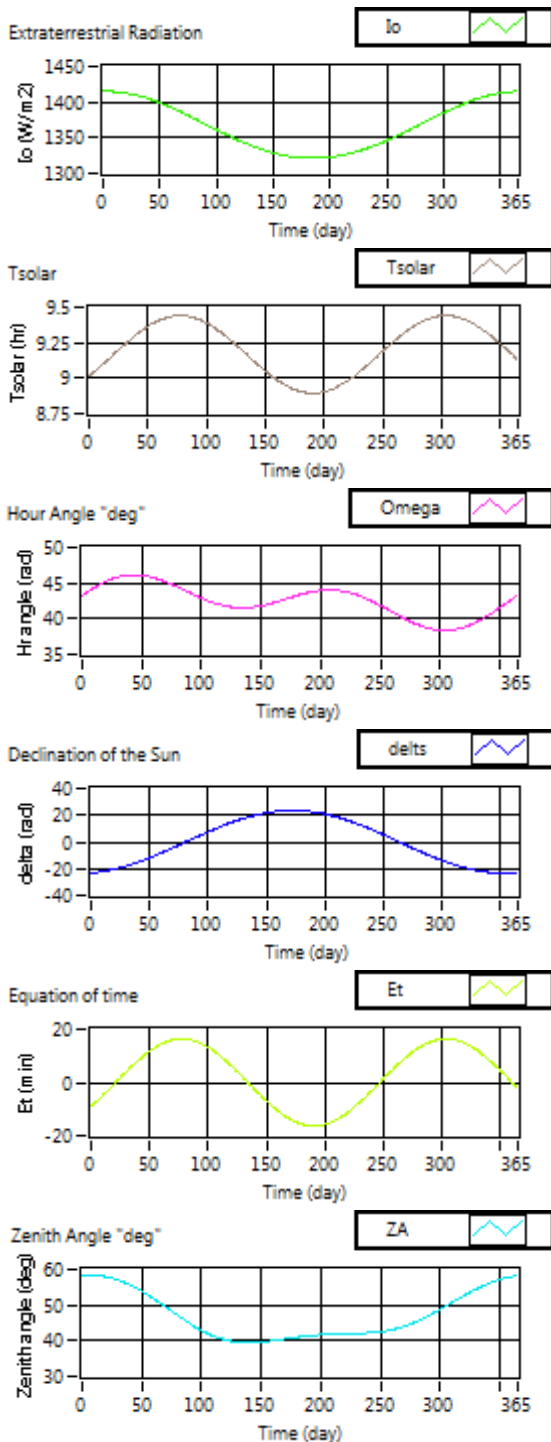 Extraterrestrial Radiation Io
Io (W/m2)
1450
1400
1350
1300
0 50 100 150 200 250 300 365
Time (day)
Tsolar Tsolar
Tsolar (hr)
9.5
9.25
9
8.75
0 50 100 150 200 250 300 365
Time (day)
Hour Angle "deg" Omega
Hr angle (rad)
50
45
40
35
0 50 100 150 200 250 300 365
Time (day)
Declination of the Sun delts
delta (rad)
40
20
0
-20
-40
0 50 100 150 200 250 300 365
Time (day)
Equation of time Et
Et (min)
20
0
-20
0 50 100 150 200 250 300 365
Time (day)
Zenith Angle "deg" ZA
Zenith angle (deg)
60
50
40
30
0 50 100 150 200 250 300 365
Time (day)